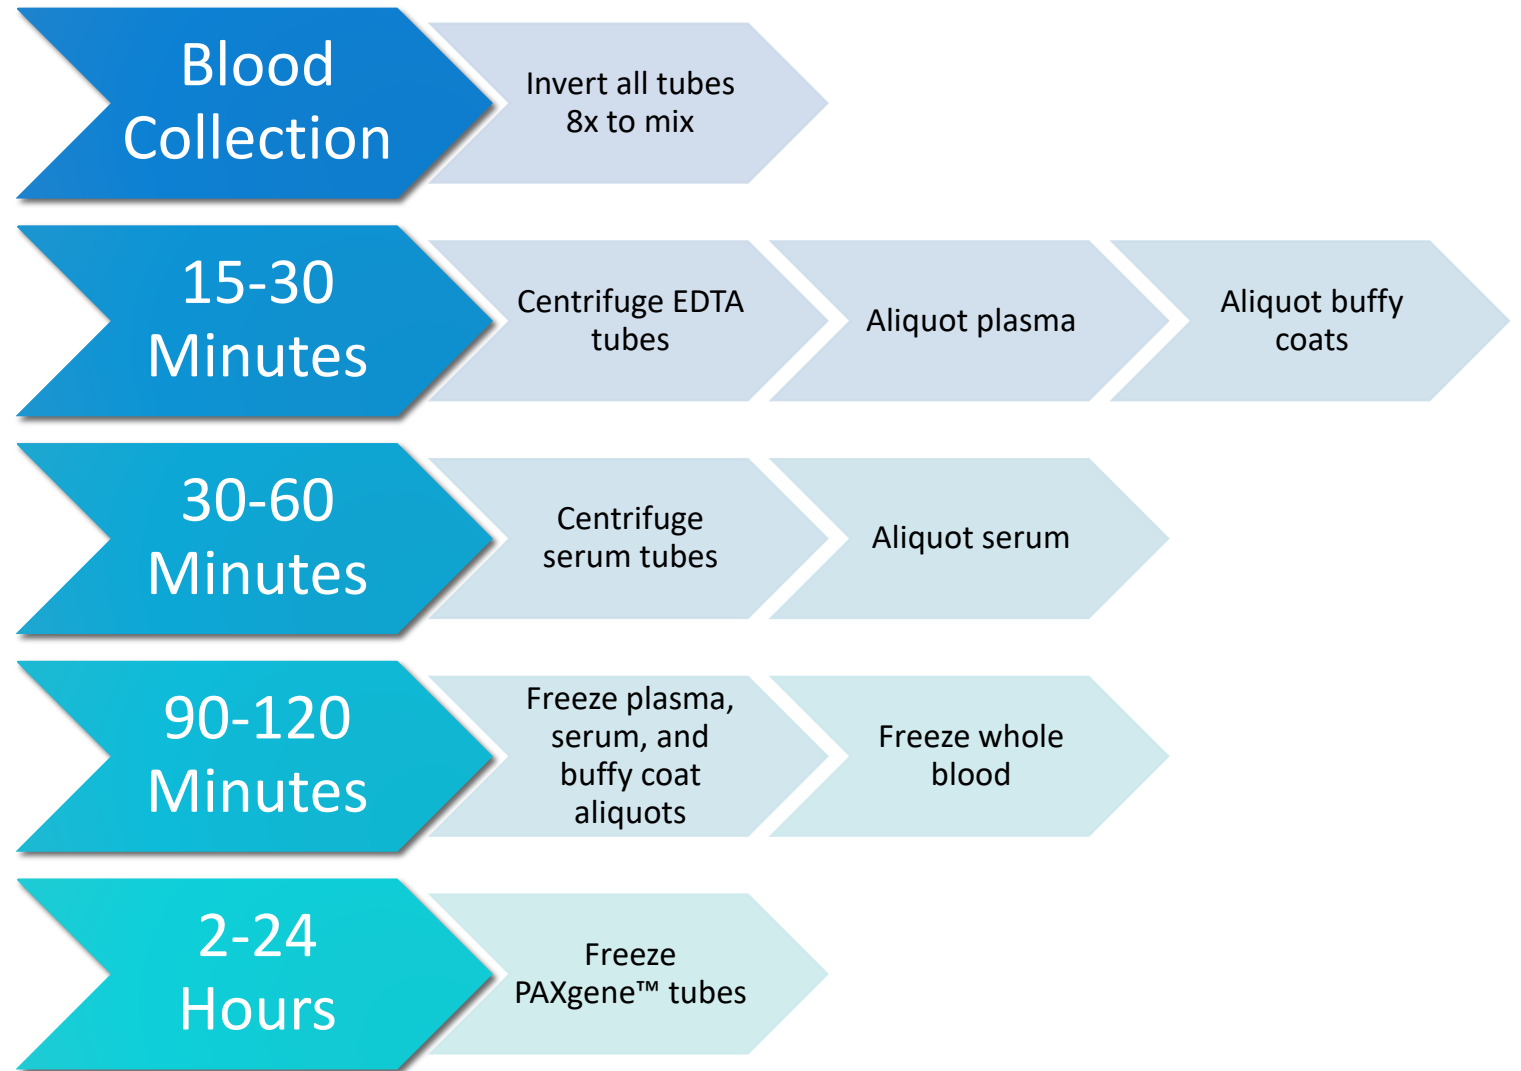 Blood
Collection
Invert all tubes
8x to mix
15-30
Minutes
Centrifuge EDTA
tubes
Aliquot plasma
Aliquot buffy
coats
30-60
Minutes
Centrifuge
serum tubes
Aliquot serum
90-120
Minutes
Freeze plasma,
serum, and
buffy coat
aliquots
Freeze whole
blood
2-24
Hours
Freeze
PAXgene™ tubes